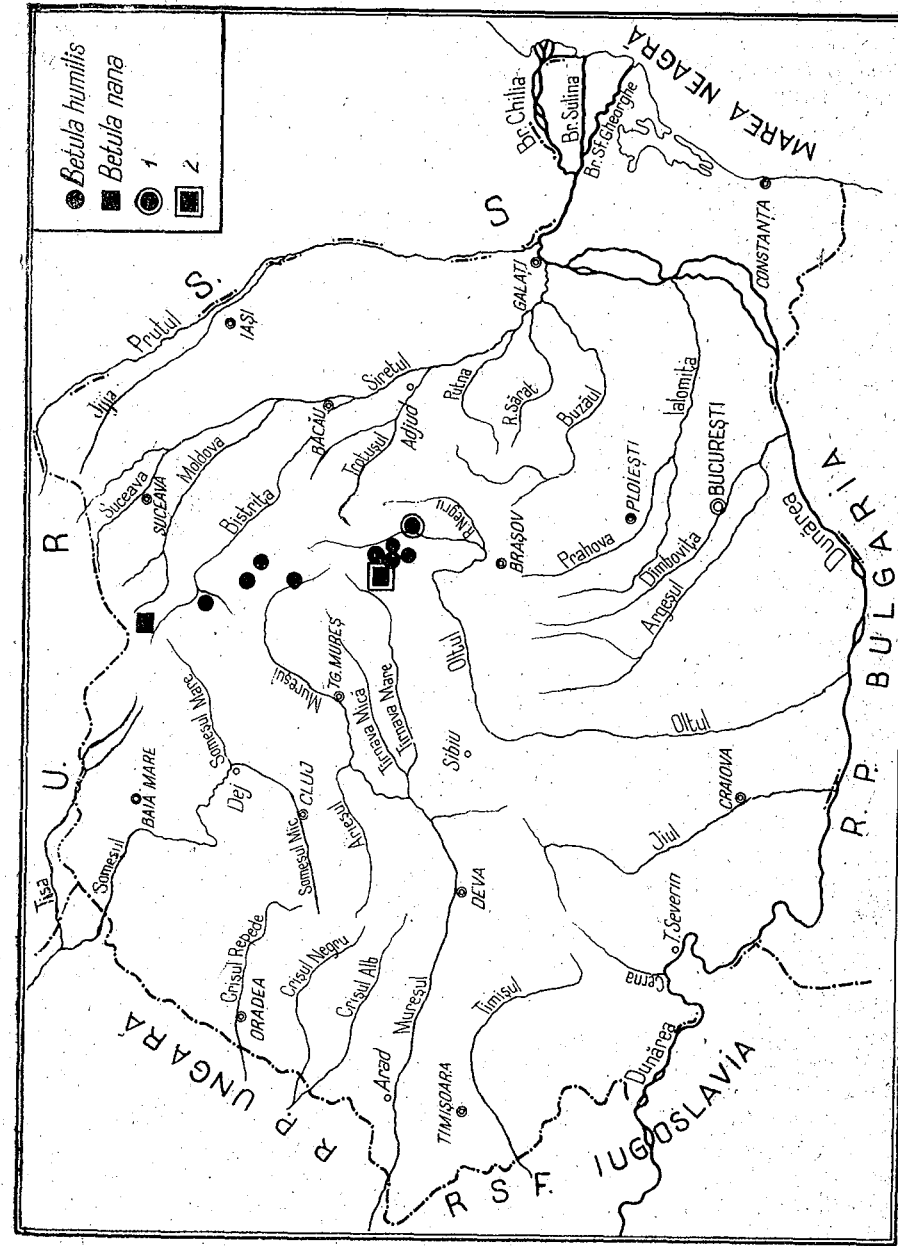 Betula humilis
Betula nana
1
2
U.
R
S.
S
R P UNGARĂ
R S F. IUGOSLAVIA
R. P. BULGARIA
MAREA NEAGRĂ
Tisa
Someșul
BAIA MARE
Someșul Mare
Dej
Someșul Mic
CLUJ
Crișul Repede
ORADEA
Crișul Negru
Crișul Alb
Arieșul
Mureșul
TG. MUREȘ
Tîrnava Mică
Tîrnava Mare
Arad
Mureșul
DEVA
TIMIȘOARA
Timișul
Sibiu
Oltul
Suceava
SUCEAVA
Moldova
Bistrița
Jijia
Prutul
IAȘI
Siretul
BACĂU
Trotușul
Adjud
R. Negru
BRAȘOV
Putna
R. Sărat
Buzăul
GALAȚI
Br. Chilia
Br. Sulina
Br. Sf. Gheorghe
CONSTANȚA
Ialomița
PLOIEȘTI
Prahova
BUCUREȘTI
Dîmbovița
Argeșul
Oltul
Dunărea
CRAIOVA
Jiul
T. Severin
Cerna
Dunărea